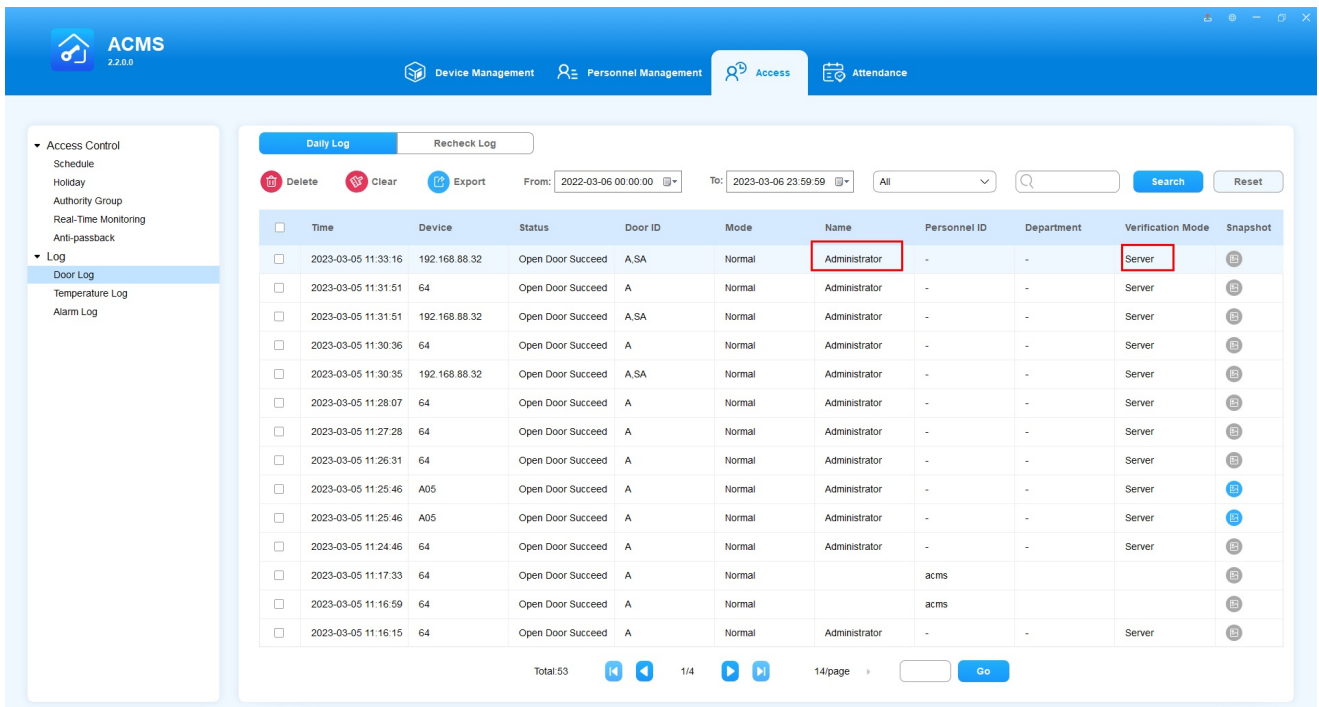 ACMS
2.2.0.0
Device Management Personnel Management Access Attendance
Access Control
Schedule
Holiday
Authority Group
Real-Time Monitoring
Anti-passback
Log
Door Log
Temperature Log
Alarm Log
Daily Log Recheck Log
Delete Clear Export From: 2022-03-06 00:00:00 To: 2023-03-06 23:59:59 All Search Reset
Time Device Status Door ID Mode Name Personnel ID Department Verification Mode Snapshot
2023-03-05 11:33:16 192.168.88.32 Open Door Succeed A,SA Normal Administrator - - Server
2023-03-05 11:31:51 64 Open Door Succeed A Normal Administrator - - Server
2023-03-05 11:31:51 192.168.88.32 Open Door Succeed A,SA Normal Administrator - - Server
2023-03-05 11:30:36 64 Open Door Succeed A Normal Administrator - - Server
2023-03-05 11:30:35 192.168.88.32 Open Door Succeed A,SA Normal Administrator - - Server
2023-03-05 11:28:07 64 Open Door Succeed A Normal Administrator - - Server
2023-03-05 11:27:28 64 Open Door Succeed A Normal Administrator - - Server
2023-03-05 11:26:31 64 Open Door Succeed A Normal Administrator - - Server
2023-03-05 11:25:46 A05 Open Door Succeed A Normal Administrator - - Server
2023-03-05 11:25:46 A05 Open Door Succeed A Normal Administrator - - Server
2023-03-05 11:24:46 64 Open Door Succeed A Normal Administrator - - Server
2023-03-05 11:17:33 64 Open Door Succeed A Normal acms
2023-03-05 11:16:59 64 Open Door Succeed A Normal acms
2023-03-05 11:16:15 64 Open Door Succeed A Normal Administrator - - Server
Total:53 1/4 14/page Go